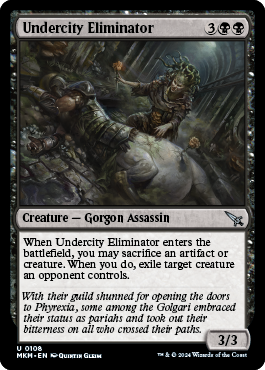 Undercity Eliminator 3
Creature — Gorgon Assassin
When Undercity Eliminator enters the
battlefield, you may sacrifice an artifact or
creature. When you do, exile target creature
an opponent controls.
With their guild shunned for opening the doors
to Phyrexia, some among the Golgari embraced
their status as pariahs and took out their
bitterness on all who crossed their paths.
3/3
U 0108
MKM • EN Quintin Gleim
™ & © 2024 Wizards of the Coast